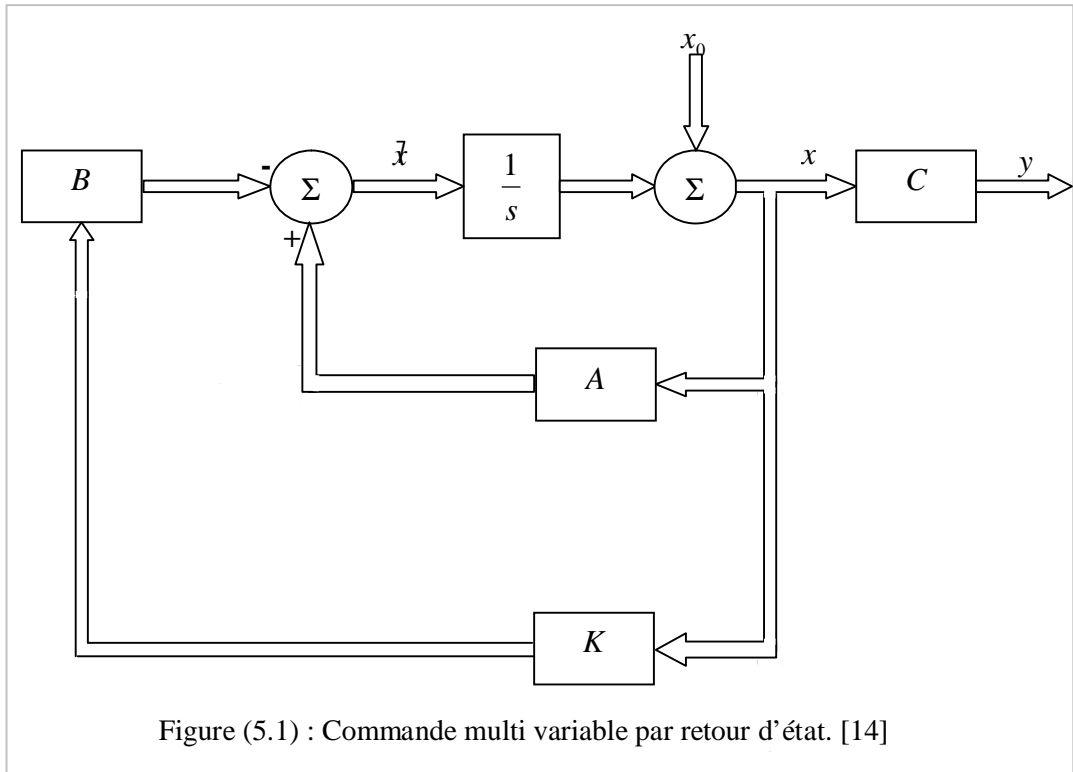 x₀
B
-
Σ
+
ẋ
1
s
Σ
x
C
y
A
K
Figure (5.1) : Commande multi variable par retour d’état. [14]